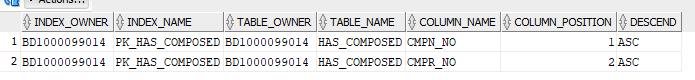 Actions...
INDEX_OWNER INDEX_NAME TABLE_OWNER TABLE_NAME COLUMN_NAME COLUMN_POSITION DESCEND
1 BD1000099014 PK_HAS_COMPOSED BD1000099014 HAS_COMPOSED CMPN_NO 1 ASC
2 BD1000099014 PK_HAS_COMPOSED BD1000099014 HAS_COMPOSED CMPR_NO 2 ASC